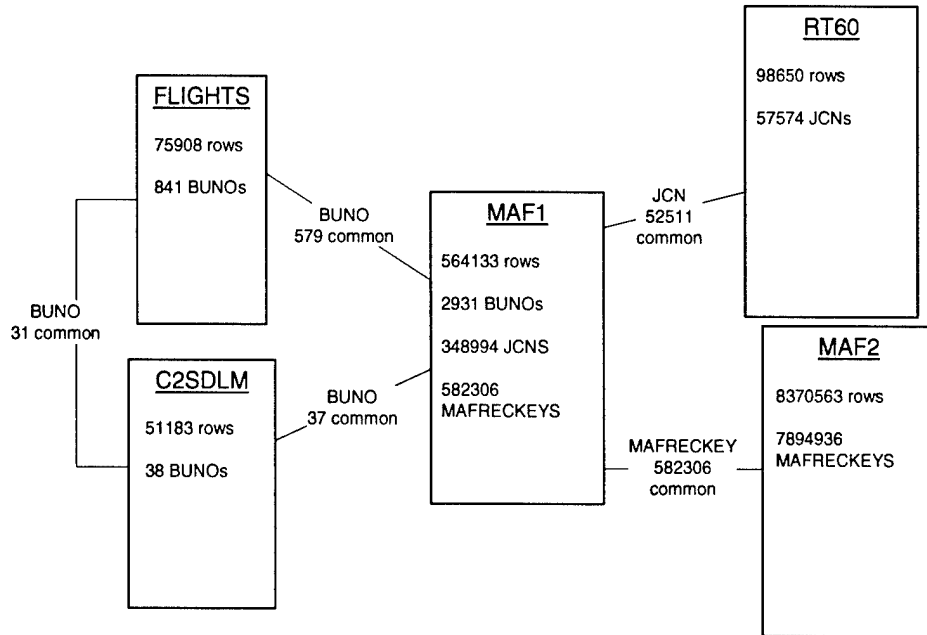 FLIGHTS
75908 rows
841 BUNOs
BUNO
31 common
C2SDLM
51183 rows
38 BUNOs
BUNO
579 common
BUNO
37 common
MAF1
564133 rows
2931 BUNOs
348994 JCNS
582306
MAFRECKEYS
JCN
52511
common
MAFRECKEY
582306
common
RT60
98650 rows
57574 JCNs
MAF2
8370563 rows
7894936
MAFRECKEYS